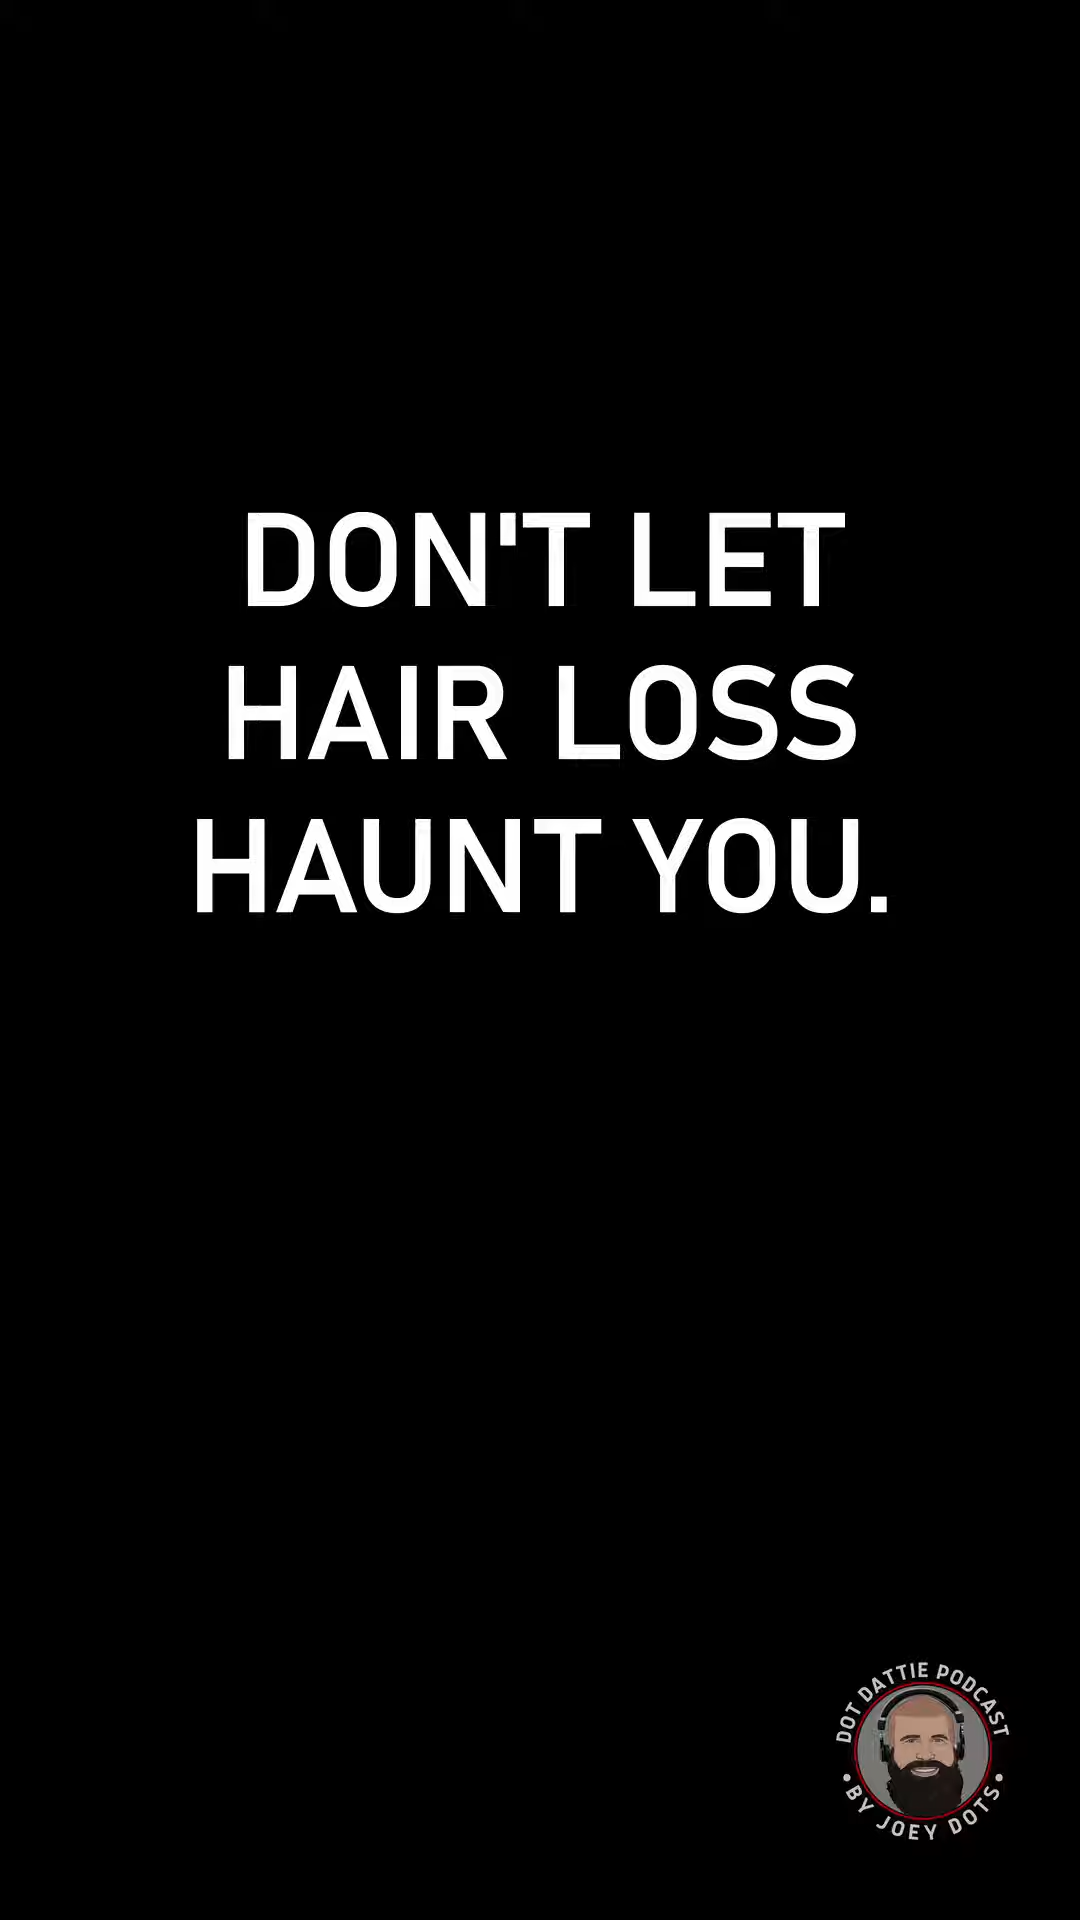 DON'T LET
HAIR LOSS
HAUNT YOU.
DOT DATTIE PODCAST
• BY JOEY DOTS •